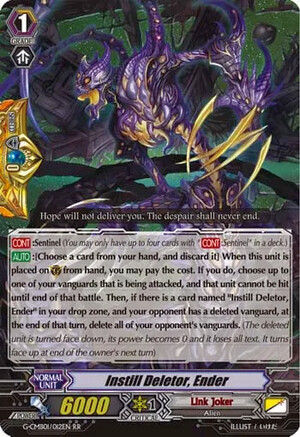 1
GRADE
Hope will not deliver you. The despair shall never end.
CONT:Sentinel (You may only have up to four cards with "CONT:Sentinel" in a deck.)
AUTO:[Choose a card from your hand, and discard it] When this unit is
placed on GC from hand, you may pay the cost. If you do, choose up to
one of your vanguards that is being attacked, and that unit cannot be hit
until end of that battle. Then, if there is a card named "Instill Deletor,
Ender" in your drop zone, and your opponent has a deleted vanguard, at
the end of that turn, delete all of your opponent's vanguards. (The deleted
unit is turned face down, its power becomes 0 and it loses all text. It turns
face up at end of the owner's next turn)
NORMAL UNIT
Instill Deletor, Ender
POWER
6000
1
CRITICAL
Link Joker
Alien
G-CMB01/012EN RR
ILLUST